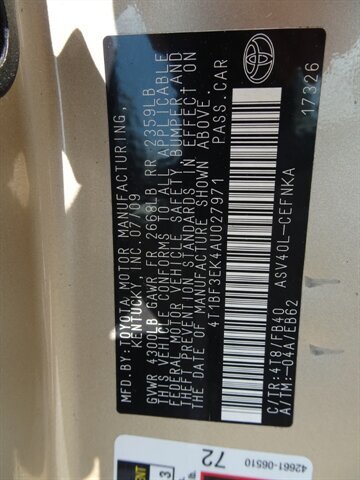 MFD.BY:TOYOTA MOTOR MANUFACTURING,
KENTUCKY, INC.07/09
GVWR 4300LB GAWR FR 2668LB RR 2359LB
THIS VEHICLE CONFORMS TO ALL APPLICABLE
FEDERAL MOTOR VEHICLE SAFETY BUMPER AND
THEFT PREVENTION STANDARDS IN EFFECT ON
THE DATE OF MANUFACTURE SHOWN ABOVE.
4T1BF3EK4AU027971
PASS.CAR
C/TR:4T8/FB40 ASV40L-CEFNKA
A/TM:-04A/EB62
17326
42661-06510
72